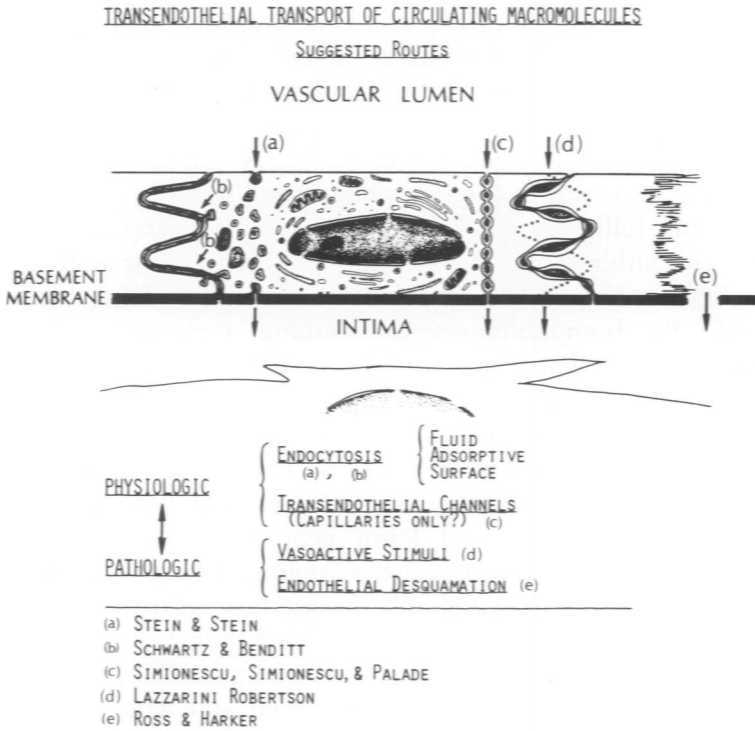 TRANSENDOTHELIAL TRANSPORT OF CIRCULATING MACROMOLECULES
SUGGESTED ROUTES
VASCULAR LUMEN
(a) (c) (d)
(b)
(b)
(e)
BASEMENT
MEMBRANE
INTIMA
PHYSIOLOGIC
ENDOCYTOSIS
(a), (b)
FLUID
ADSORPTIVE
SURFACE
TRANSENDOTHELIAL CHANNELS
(CAPILLARIES ONLY?) (c)
PATHOLOGIC
VASOACTIVE STIMULI (d)
ENDOTHELIAL DESQUAMATION (e)
(a) STEIN & STEIN
(b) SCHWARTZ & BENDITT
(c) SIMIONESCU, SIMIONESCU, & PALADE
(d) LAZZARINI ROBERTSON
(e) ROSS & HARKER